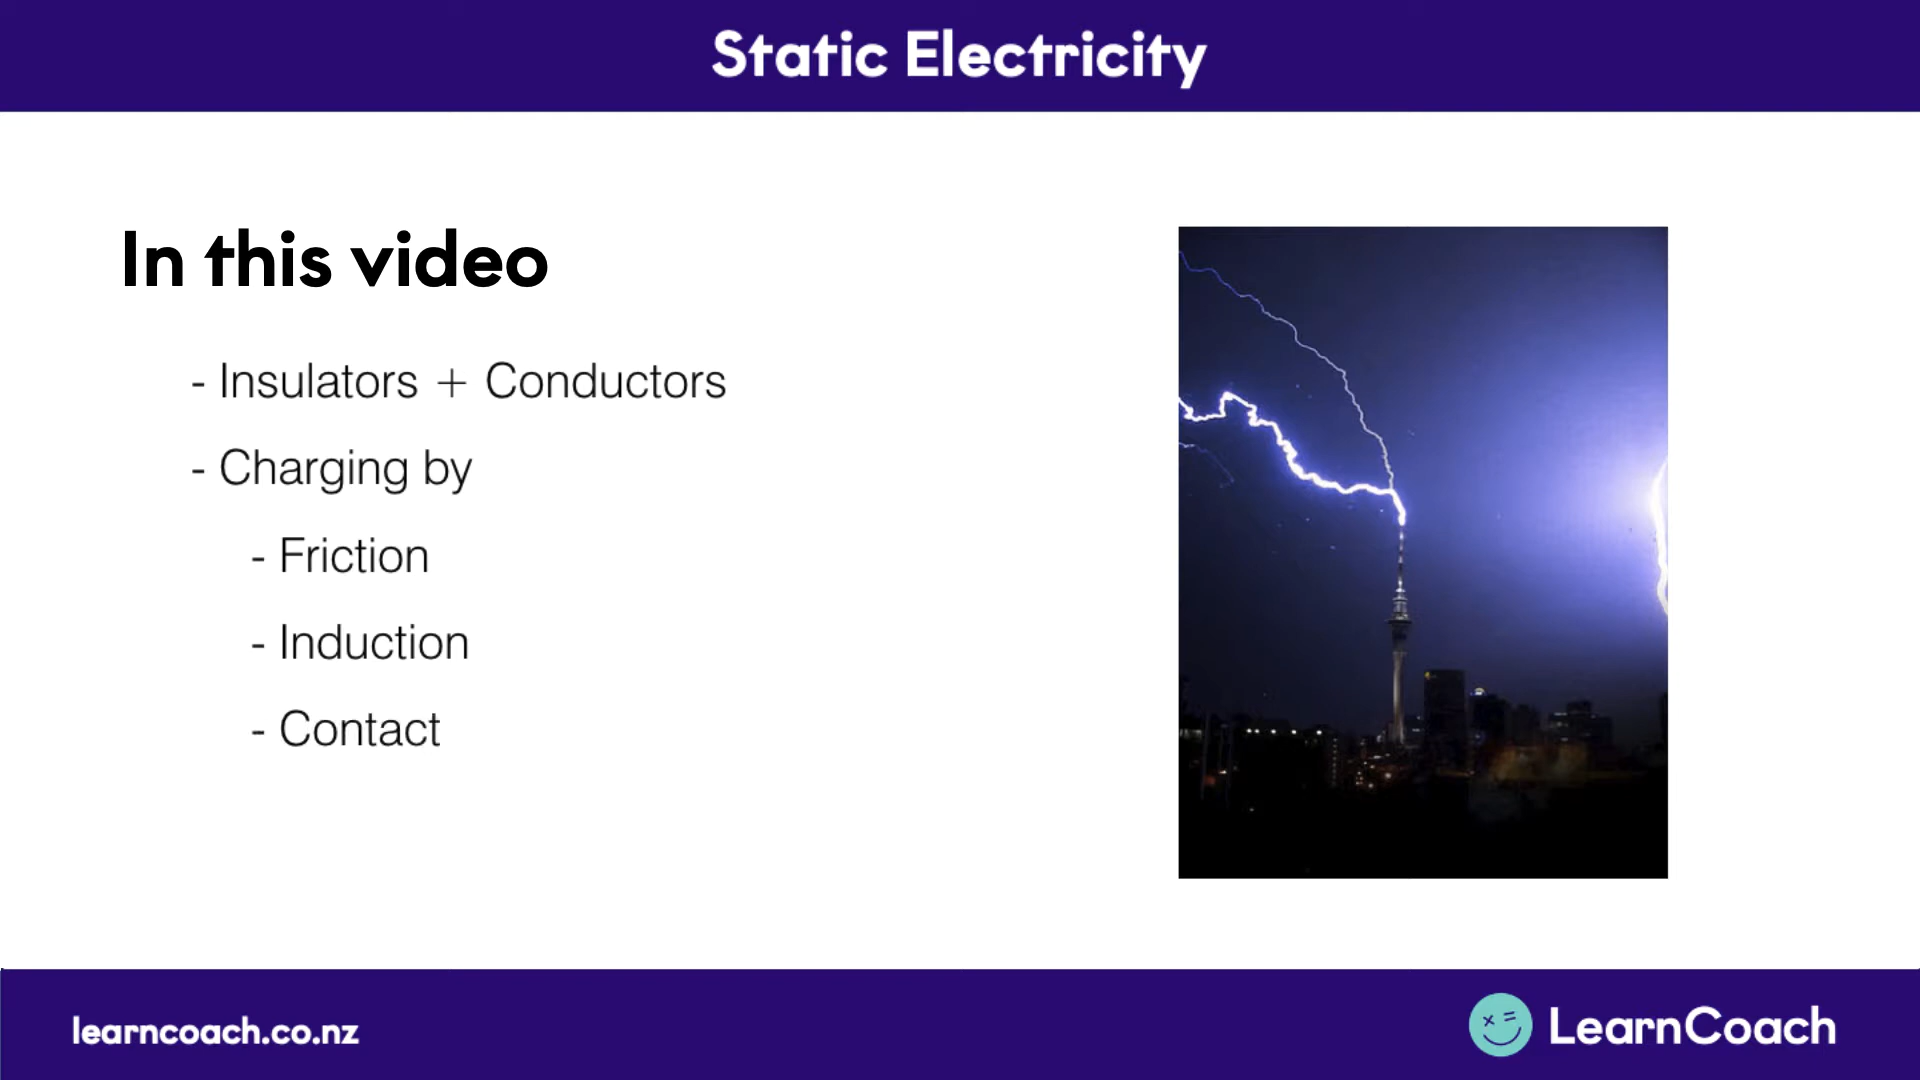 Static Electricity
In this video
- Insulators + Conductors
- Charging by
- Friction
- Induction
- Contact
learncoach.co.nz
LearnCoach